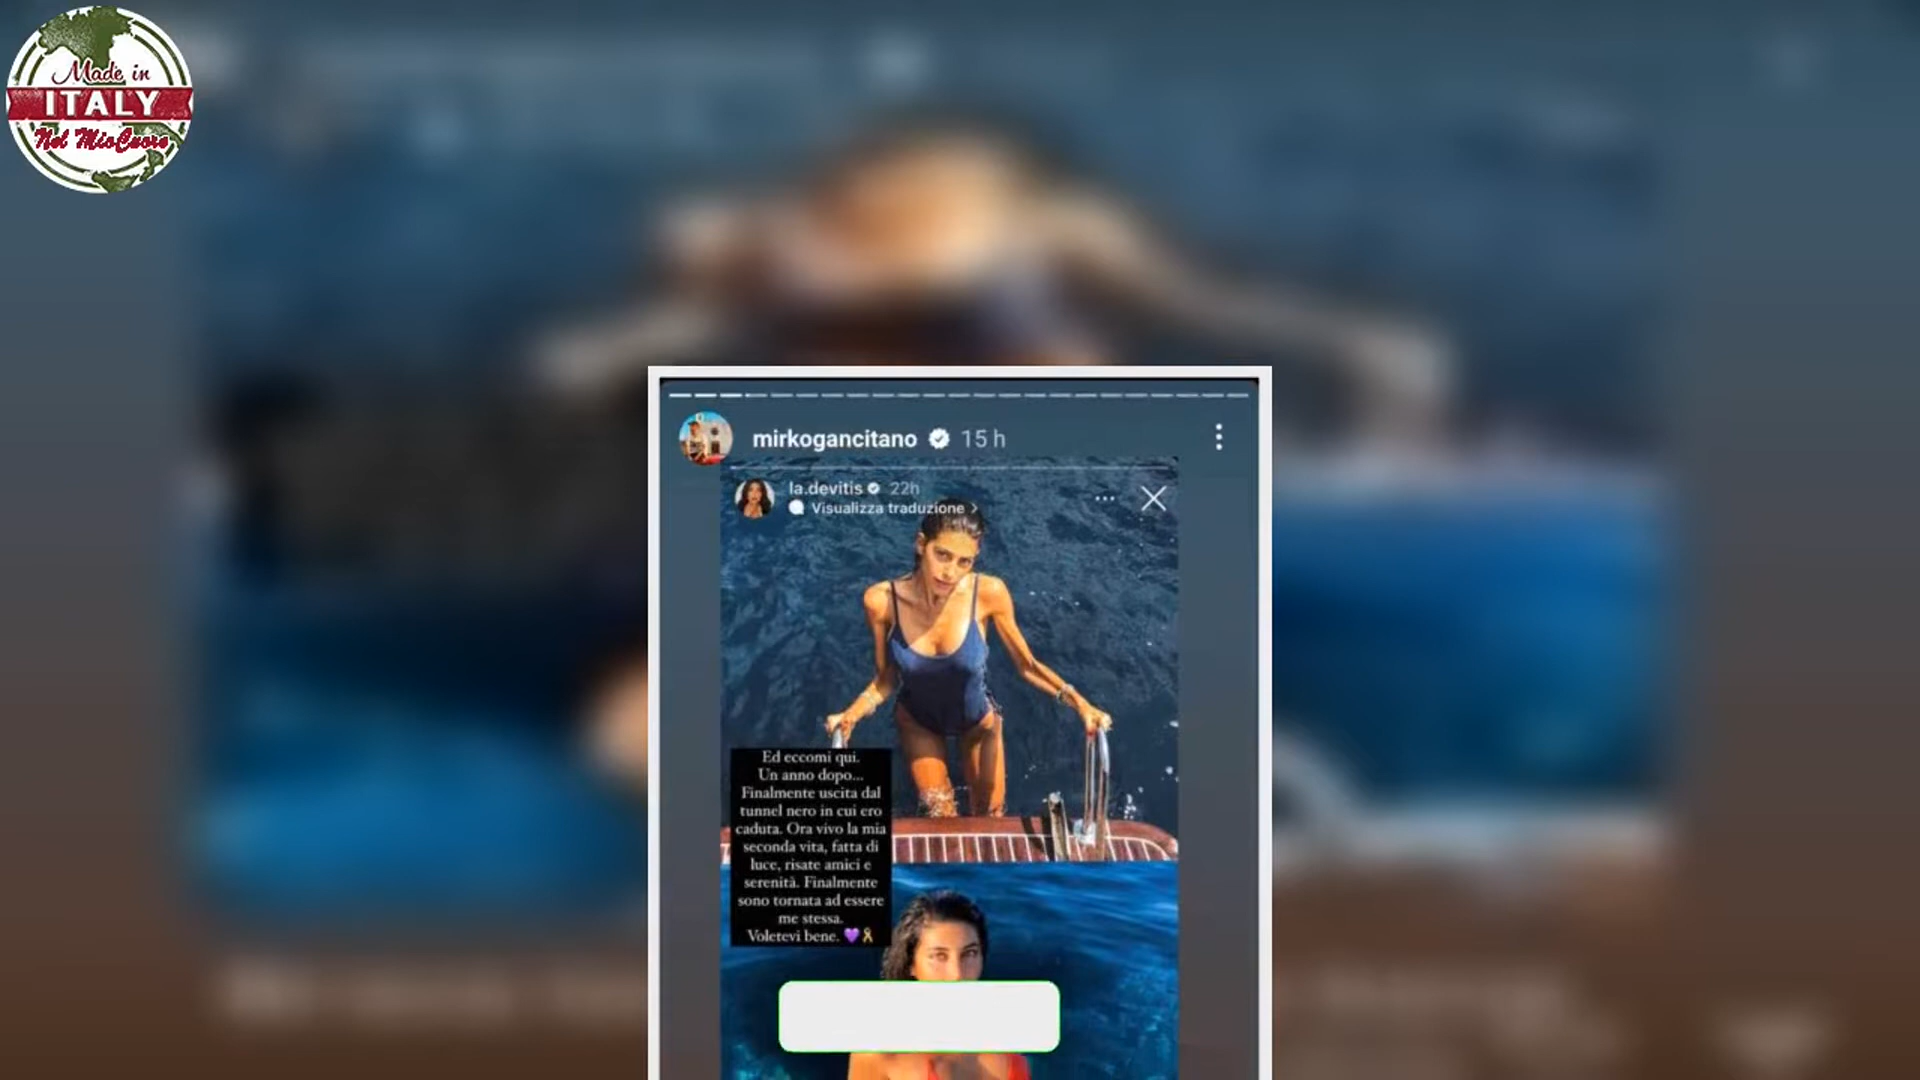 Made in
ITALY
Nel Mio Cuore
mirkogancitano 15 h
la.devitis 22h
Visualizza traduzione >
Ed eccomi qui.
Un anno dopo...
Finalmente uscita dal
tunnel nero in cui ero
caduta. Ora vivo la mia
seconda vita, fatta di
luce, risate amici e
serenità. Finalmente
sono tornata ad essere
me stessa.
Voletevi bene. 💜🎗